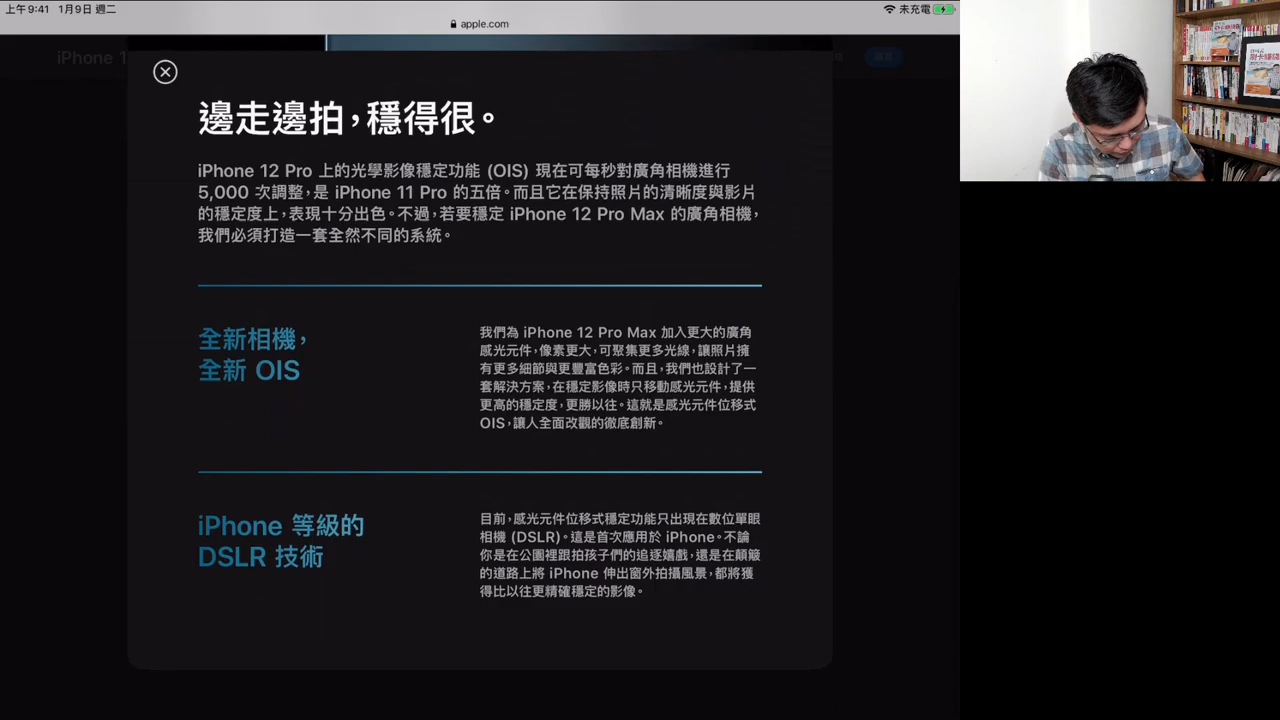 上午9:41 1月9日 週二
未充電
apple.com
iPhone 1
邊走邊拍，穩得很。
iPhone 12 Pro 上的光學影像穩定功能 (OIS) 現在可每秒對廣角相機進行
5,000 次調整，是 iPhone 11 Pro 的五倍。而且它在保持照片的清晰度與影片
的穩定度上，表現十分出色。不過，若要穩定 iPhone 12 Pro Max 的廣角相機，
我們必須打造一套全然不同的系統。
全新相機，
全新 OIS
我們為 iPhone 12 Pro Max 加入更大的廣角
感光元件，像素更大，可聚集更多光線，讓照片擁
有更多細節與更豐富色彩。而且，我們也設計了一
套解決方案，在穩定影像時只移動感光元件，提供
更高的穩定度，更勝以往。這就是感光元件位移式
OIS，讓人全面改觀的徹底創新。
iPhone 等級的
DSLR 技術
目前，感光元件位移式穩定功能只出現在數位單眼
相機 (DSLR)。這是首次應用於 iPhone。不論
你是在公園裡跟拍孩子們的追逐嬉戲，還是在顛簸
的道路上將 iPhone 伸出窗外拍攝風景，都將獲
得比以往更精確穩定的影像。